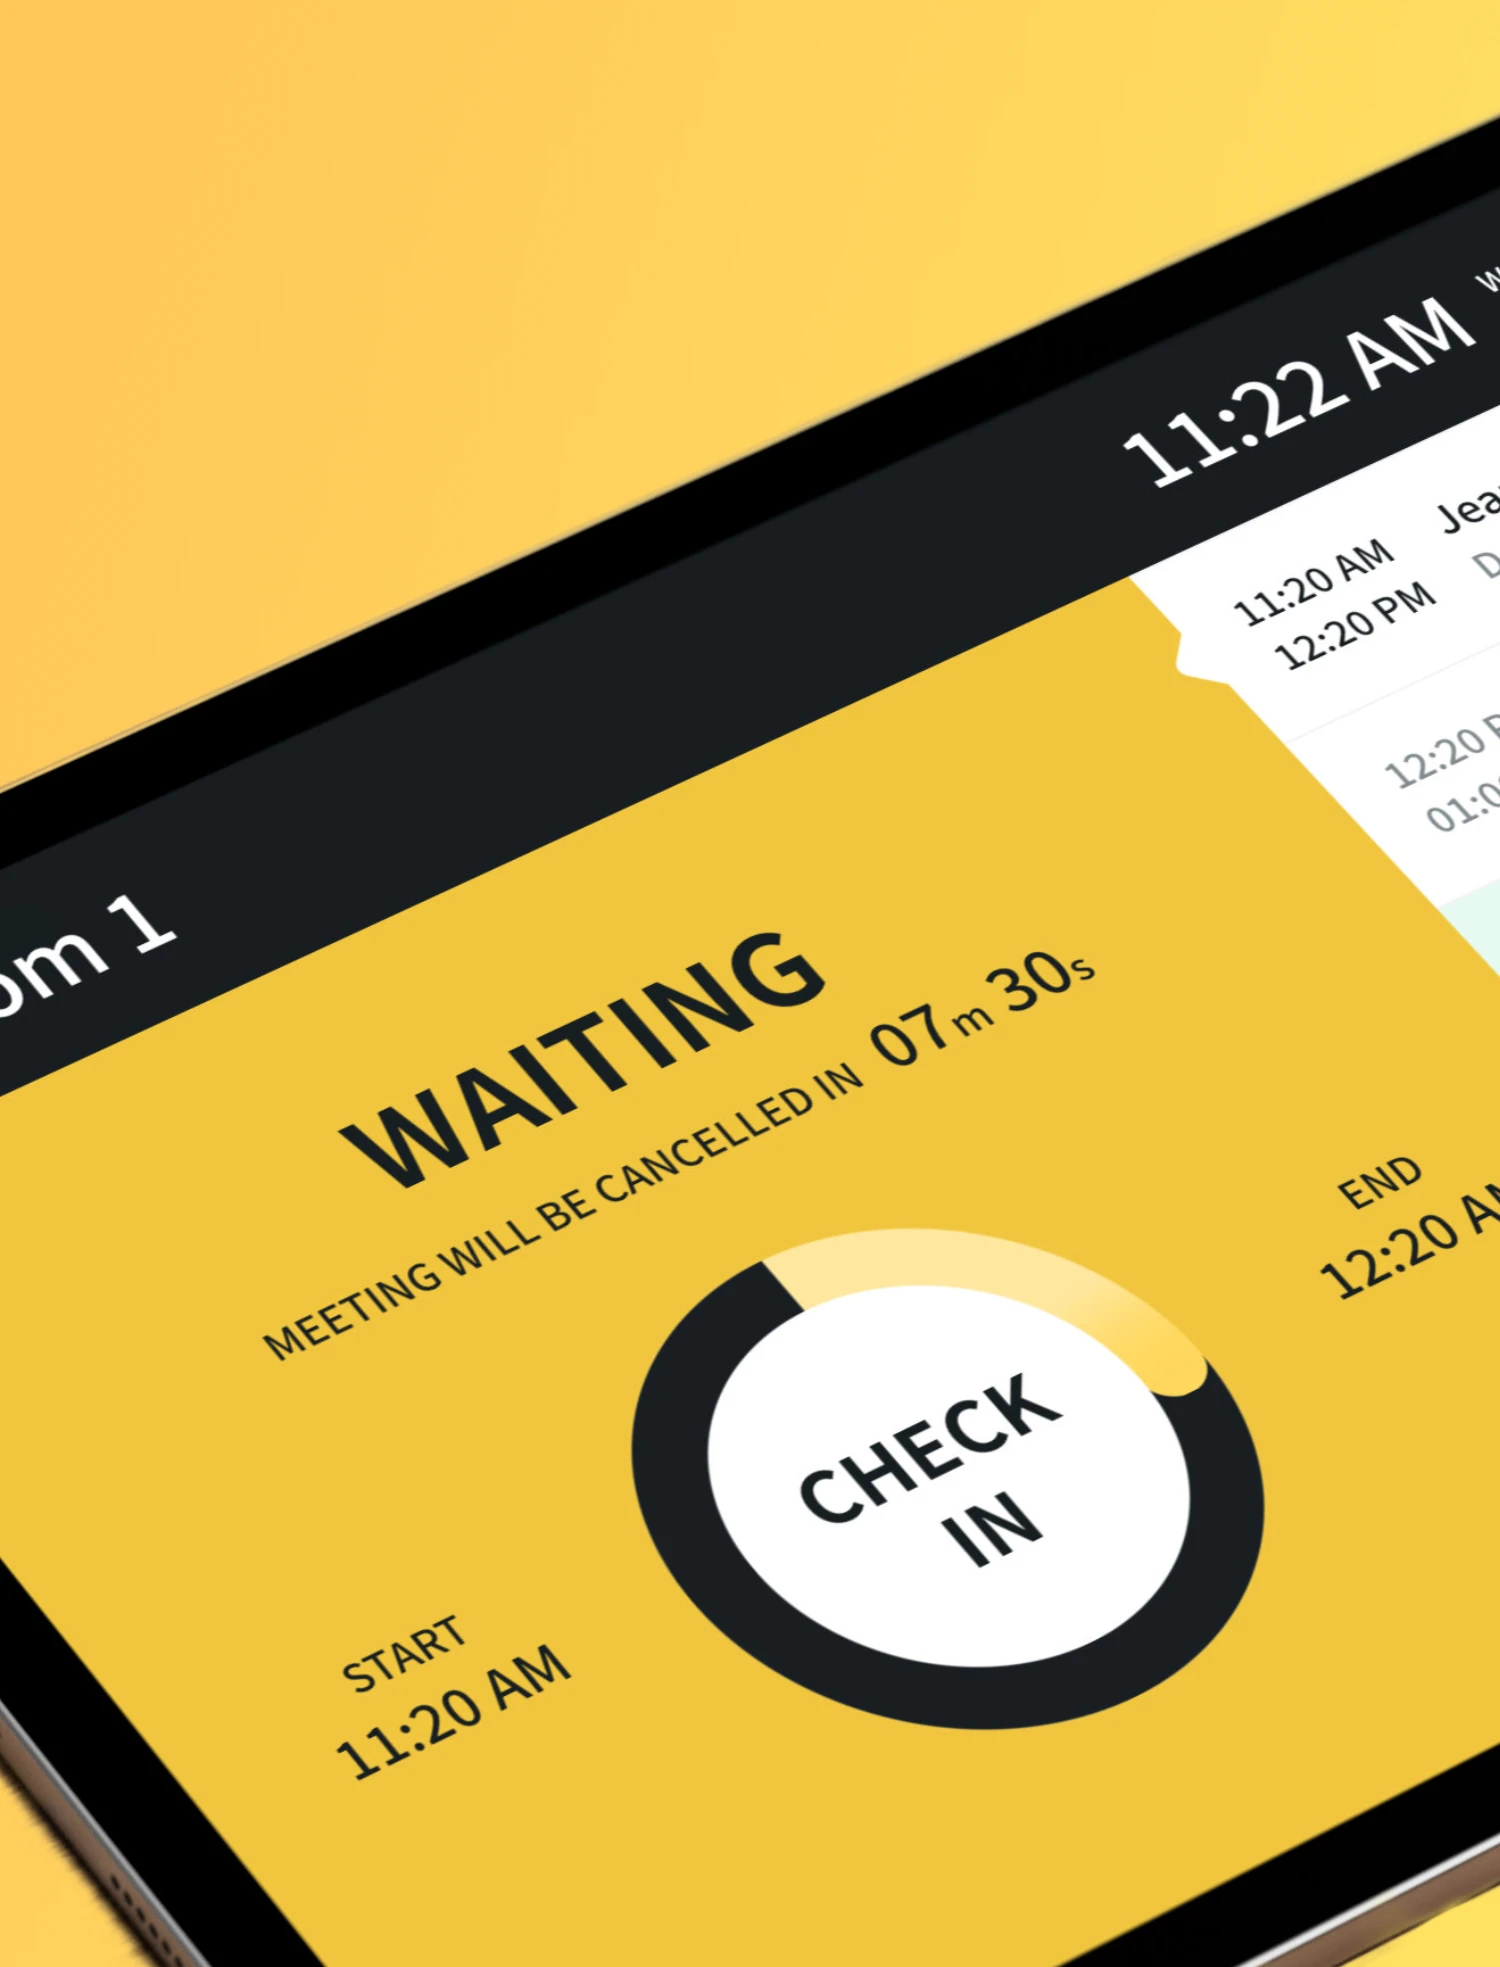 om 1
11:22 AM
WAITING
MEETING WILL BE CANCELLED IN 07m 30s
CHECK
IN
START
11:20 AM
END
12:20 A
11:20 AM
12:20 PM
Jea
12:20 P
01:0